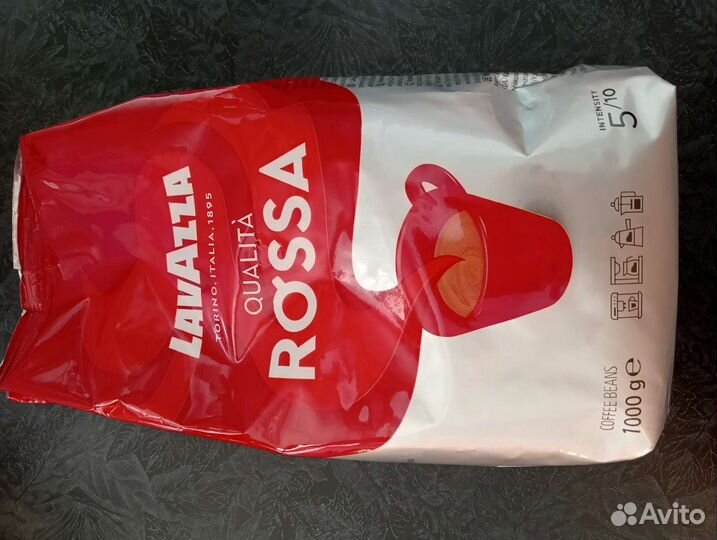 LAVAZZA
TORINO, ITALIA, 1895
QUALITÀ
ROSSA
INTENSITY
5/10
COFFEE BEANS
1000 g e
Avito